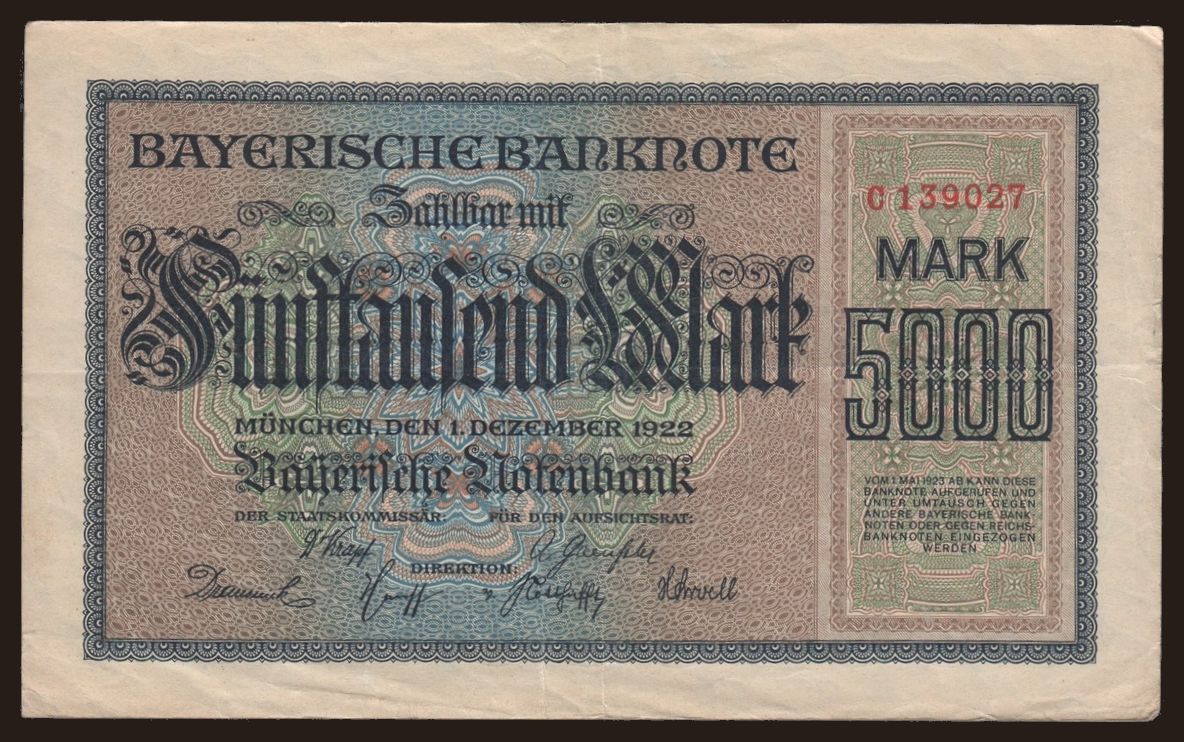 BAYERISCHE BANKNOTE
Zahlbar mit
Fünftausend Mark
MÜNCHEN, DEN 1. DEZEMBER 1922
Bayerische Notenbank
DER STAATSKOMMISSÄR: FÜR DEN AUFSICHTSRAT:
DIREKTION:
C 139027
MARK
5000
VOM 1. MAI 1923 AB KANN DIESE
BANKNOTE AUFGERUFEN UND
UNTER UMTAUSCH GEGEN
ANDERE BAYERISCHE BANK-
NOTEN ODER GEGEN REICHS-
BANKNOTEN EINGEZOGEN
WERDEN